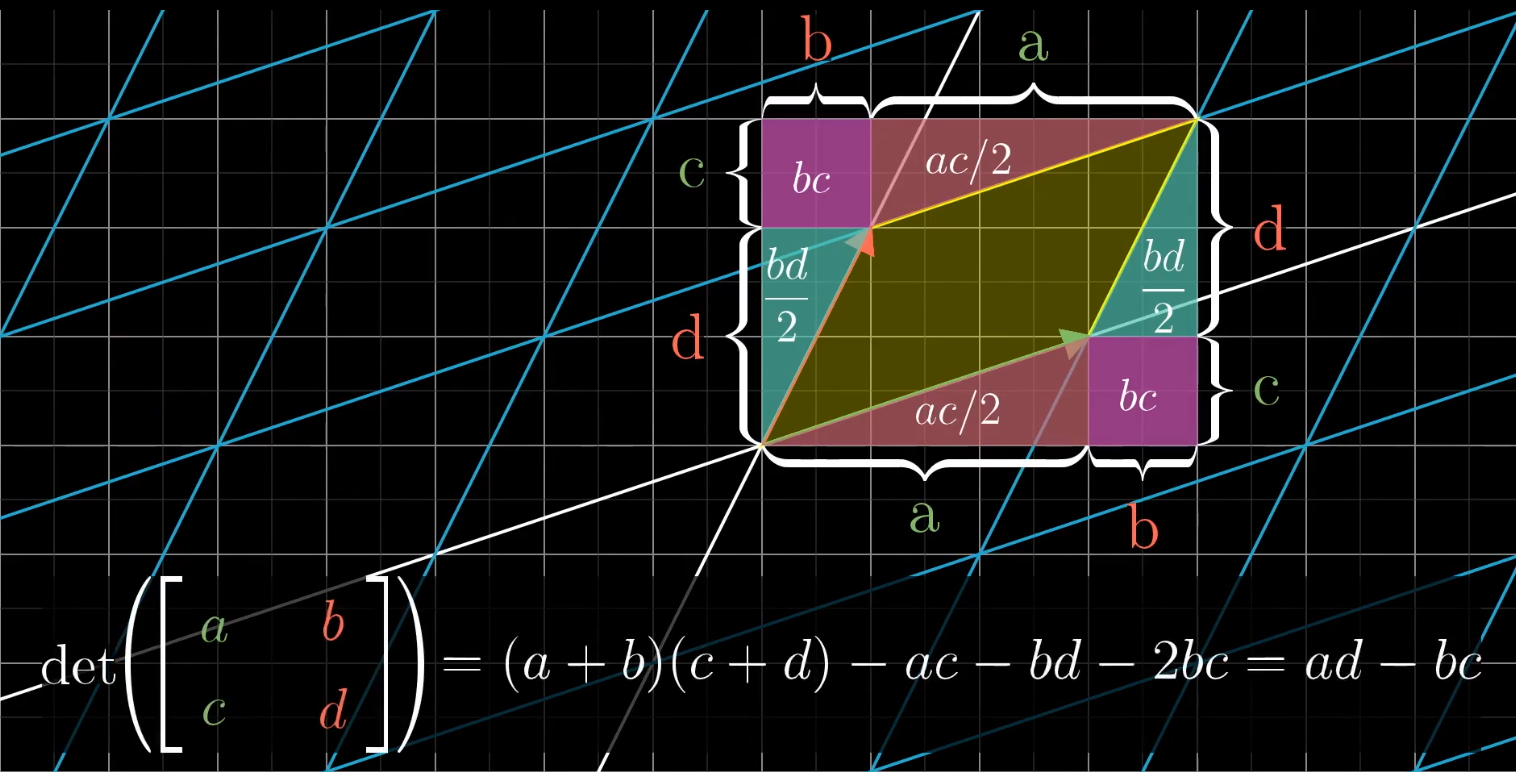 b a
c bc ac/2
d bd/2 bd/2 d
ac/2 bc c
a b
det([a b
c d]) = (a + b)(c + d) − ac − bd − 2bc = ad − bc